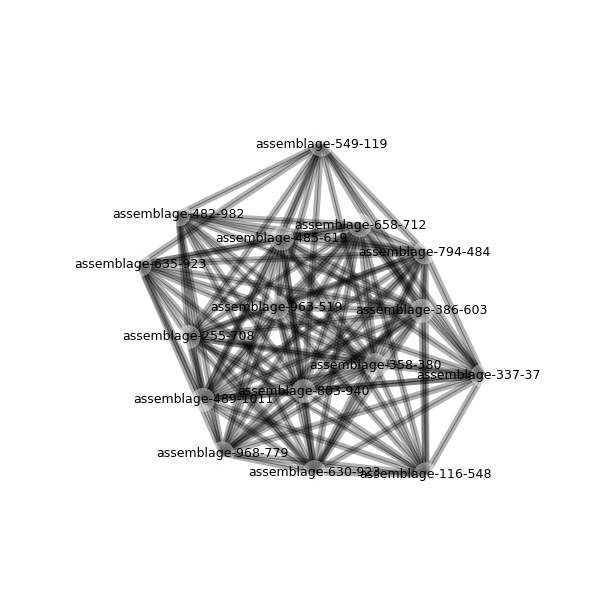 assemblage-549-119
assemblage-482-982
assemblage-658-712
assemblage-485-619
assemblage-794-484
assemblage-635-923
assemblage-963-519
assemblage-386-603
assemblage-255-708
assemblage-358-380
assemblage-337-37
assemblage-803-940
assemblage-489-1011
assemblage-968-779
assemblage-630-923
assemblage-116-548